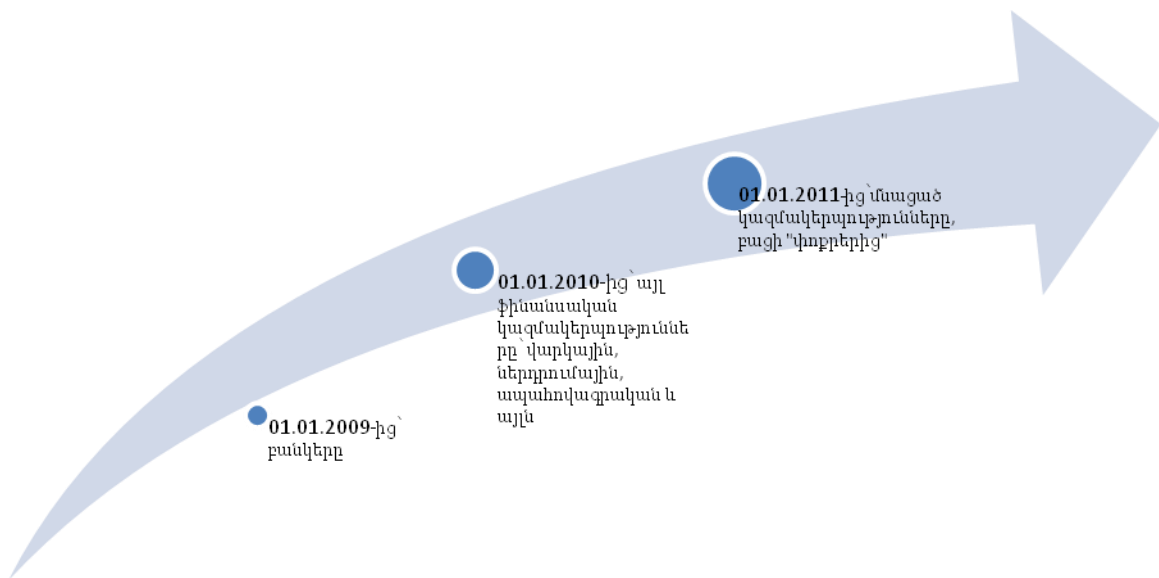 01.01.2009-ից՝
բանկերը
01.01.2010-ից՝ այլ
ֆինանսական
կազմակերպություննե
րը՝ վարկային,
ներդրումային,
ապահովագրական և
այլն
01.01.2011-ից՝ մնացած
կազմակերպությունները,
բացի "փոքրերից"